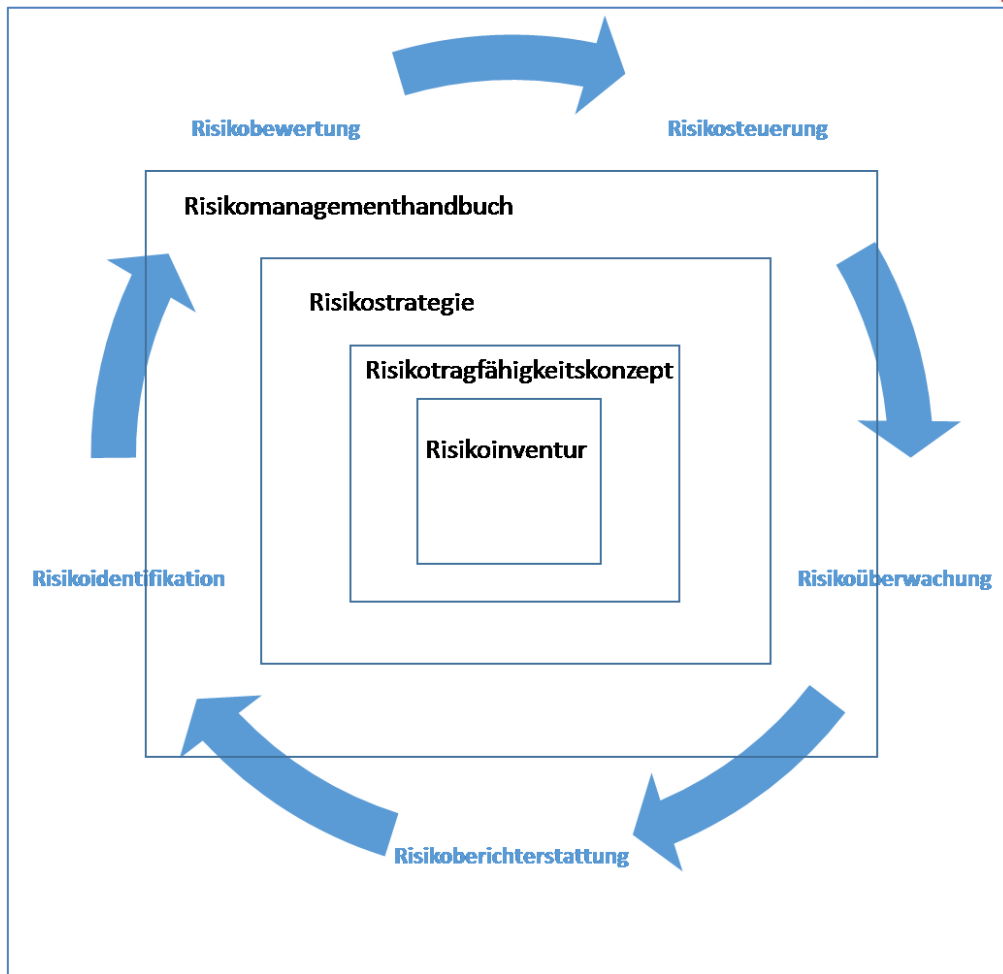 Risikobewertung
Risikosteuerung
Risikomanagementhandbuch
Risikostrategie
Risikotragfähigkeitskonzept
Risikoinventur
Risikoidentifikation
Risikoüberwachung
Risikoberichterstattung